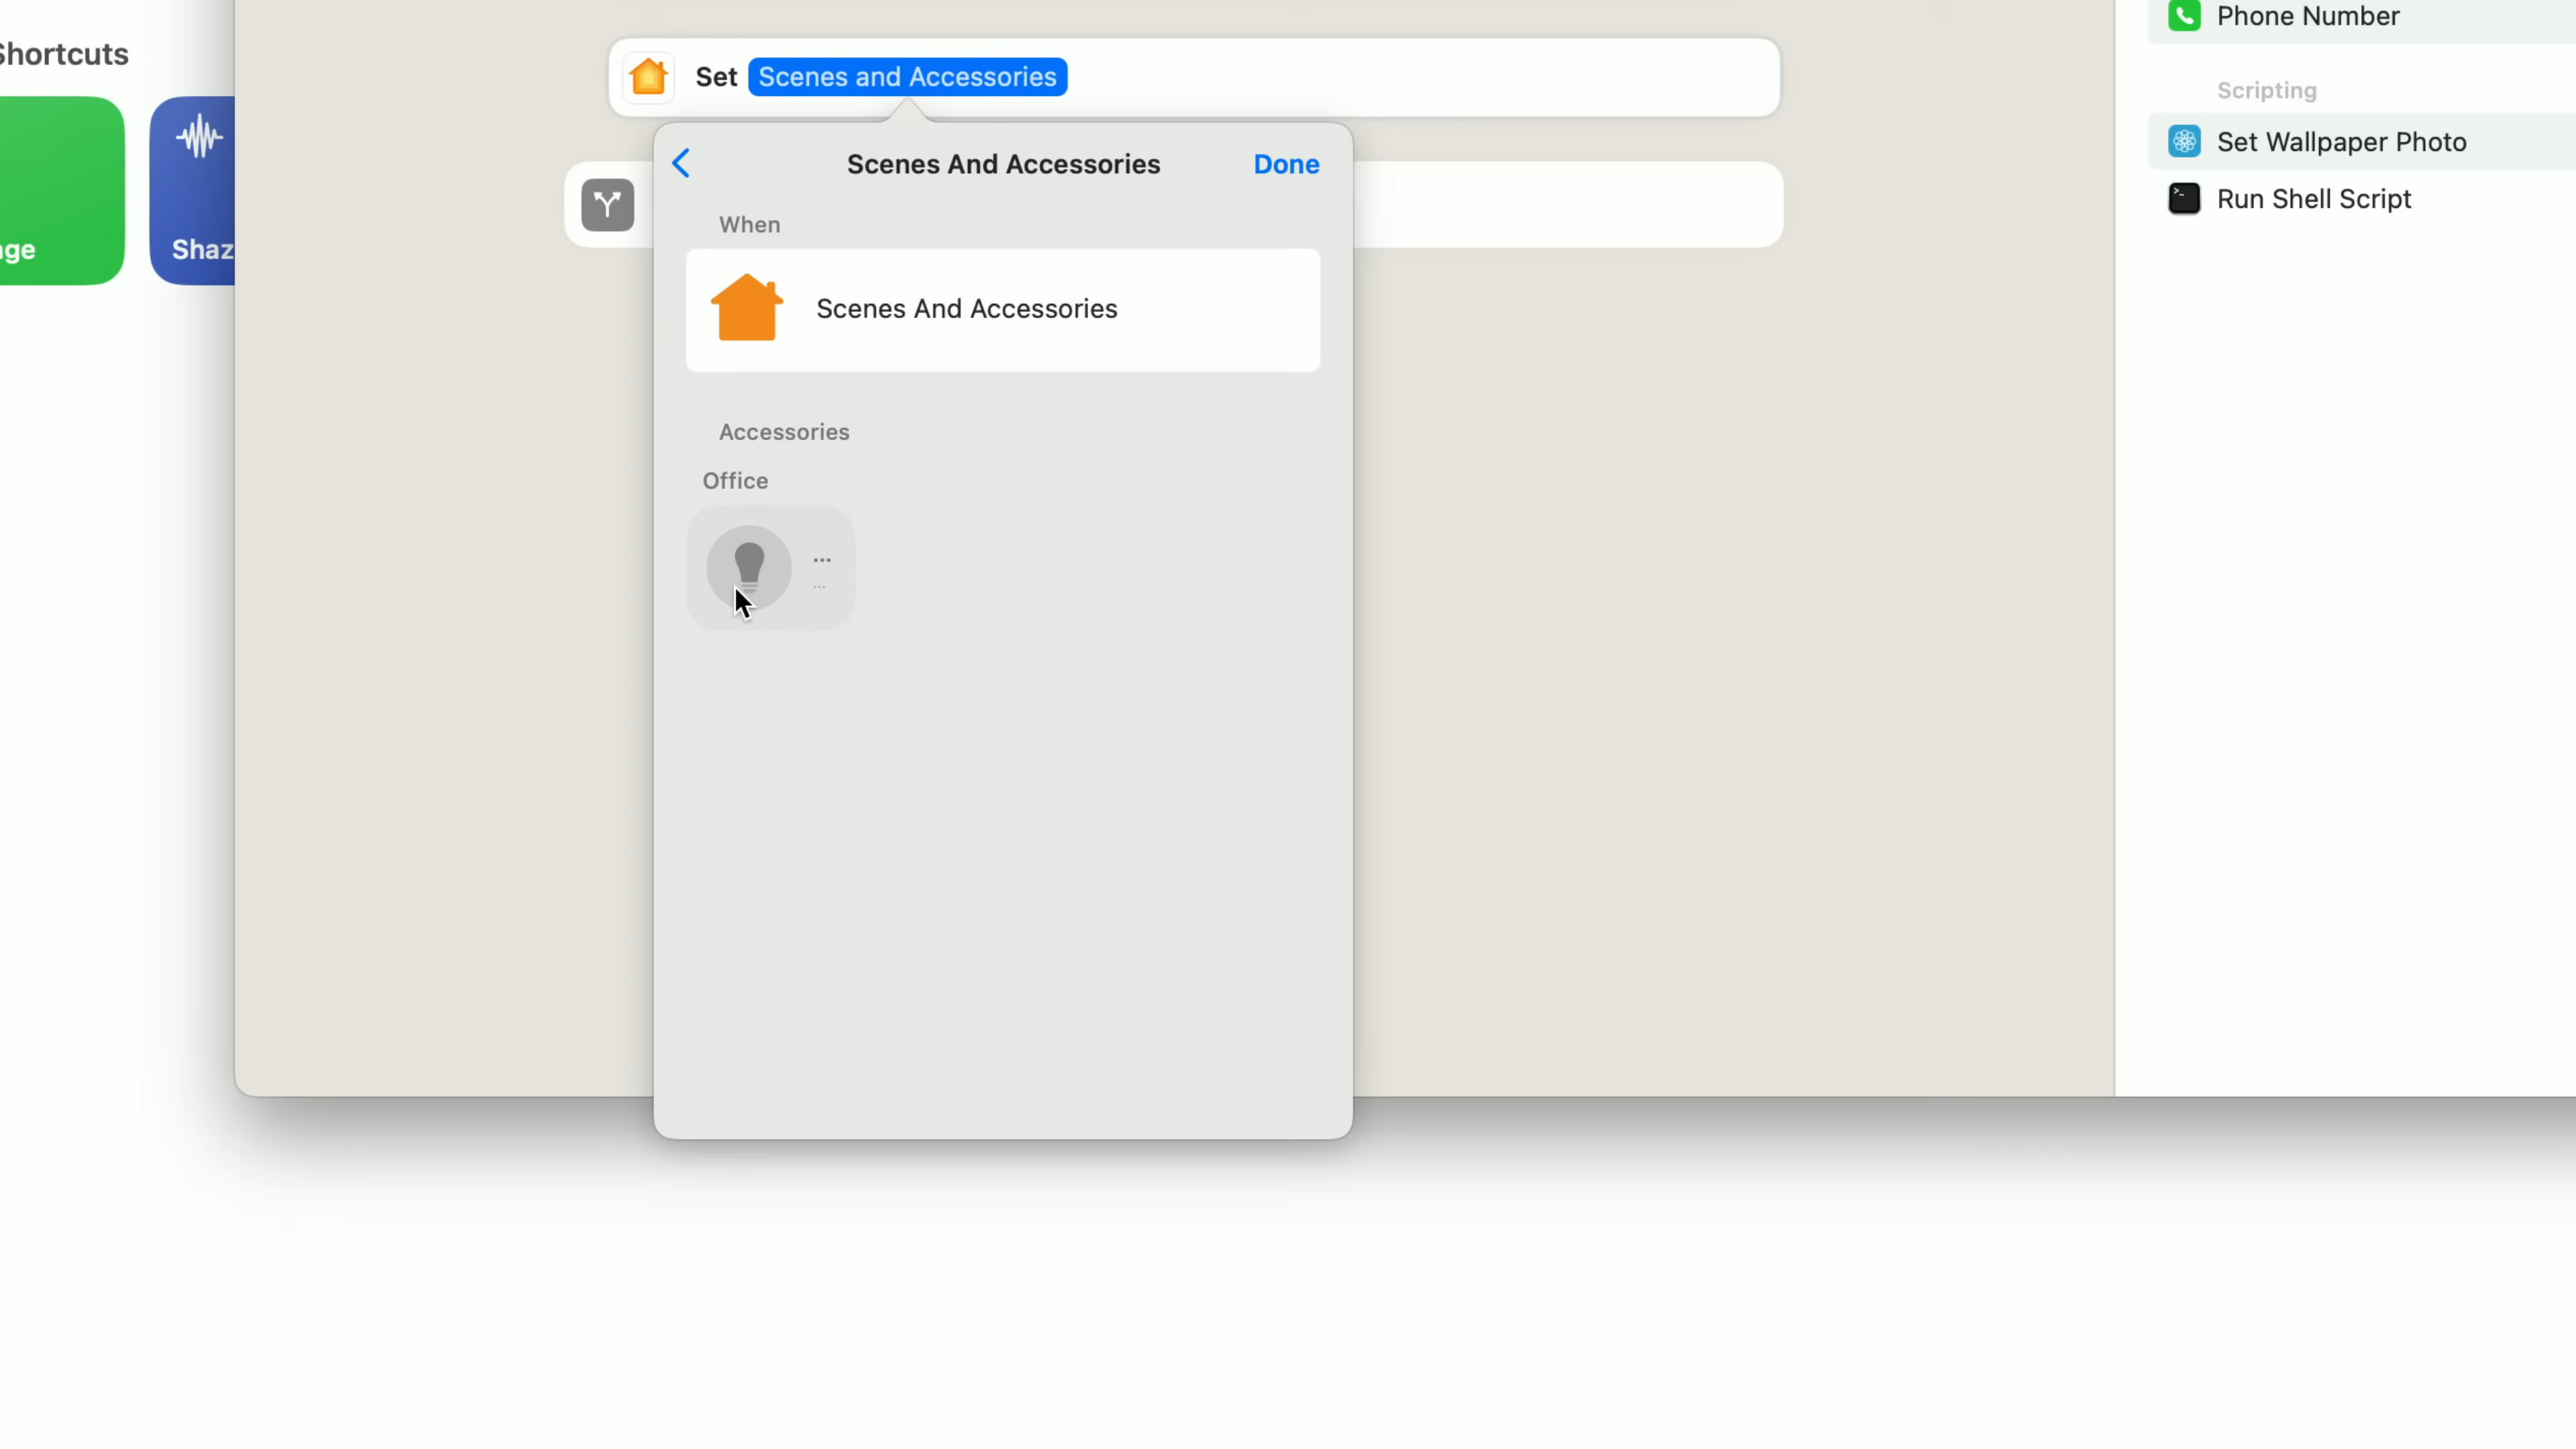 Shortcuts
ge
Shaz
Set Scenes and Accessories
Scenes And Accessories
Done
When
Scenes And Accessories
Accessories
Office
...
...
Phone Number
Scripting
Set Wallpaper Photo
Run Shell Script